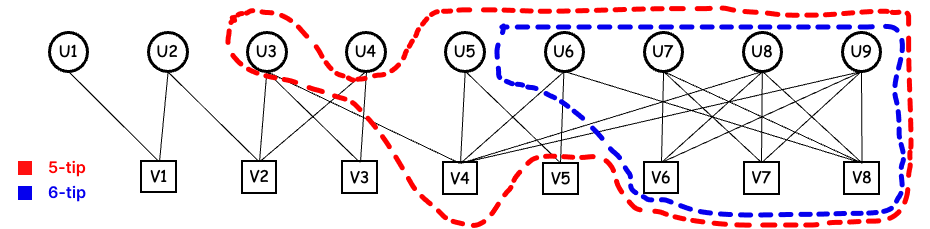 U1 U2 U3 U4 U5 U6 U7 U8 U9
5-tip
6-tip
V1 V2 V3 V4 V5 V6 V7 V8